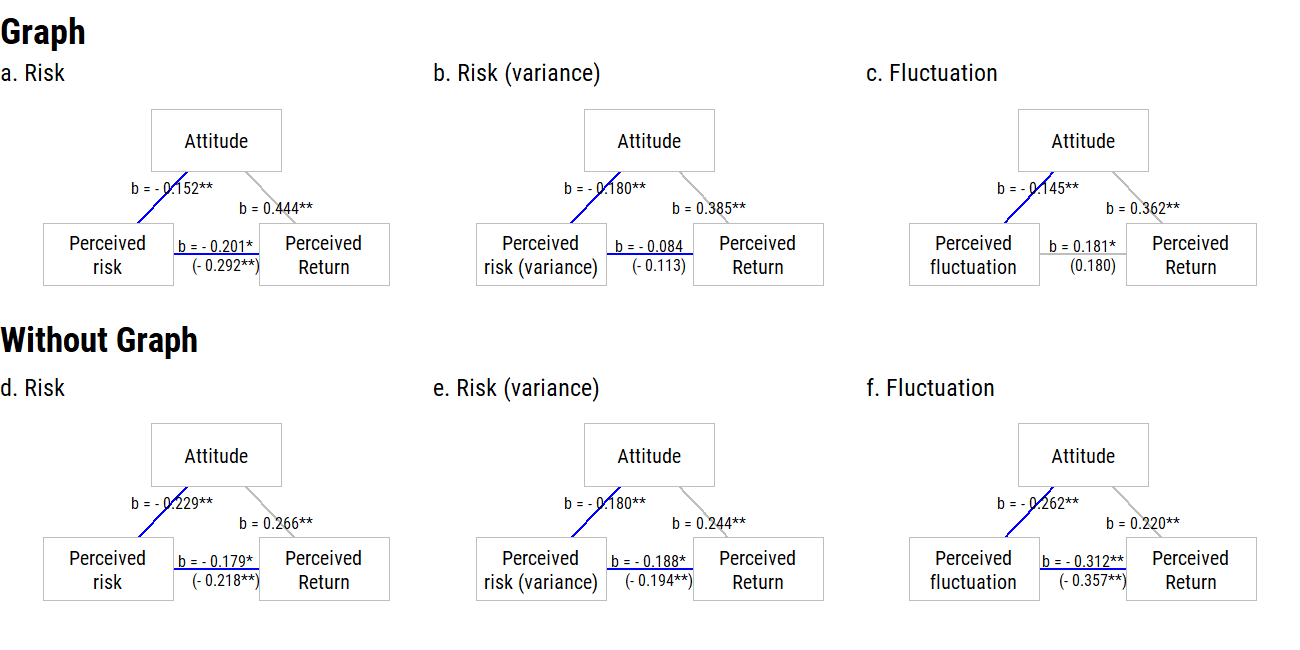 Graph
a. Risk
b. Risk (variance)
c. Fluctuation
Attitude
b = - 0.152**
b = 0.444**
Perceived
risk
b = - 0.201*
(- 0.292**)
Perceived
Return
Attitude
b = - 0.180**
b = 0.385**
Perceived
risk (variance)
b = - 0.084
(- 0.113)
Perceived
Return
Attitude
b = - 0.145**
b = 0.362**
Perceived
fluctuation
b = 0.181*
(0.180)
Perceived
Return
Without Graph
d. Risk
e. Risk (variance)
f. Fluctuation
Attitude
b = - 0.229**
b = 0.266**
Perceived
risk
b = - 0.179*
(- 0.218**)
Perceived
Return
Attitude
b = - 0.180**
b = 0.244**
Perceived
risk (variance)
b = - 0.188*
(- 0.194**)
Perceived
Return
Attitude
b = - 0.262**
b = 0.220**
Perceived
fluctuation
b = - 0.312**
(- 0.357**)
Perceived
Return